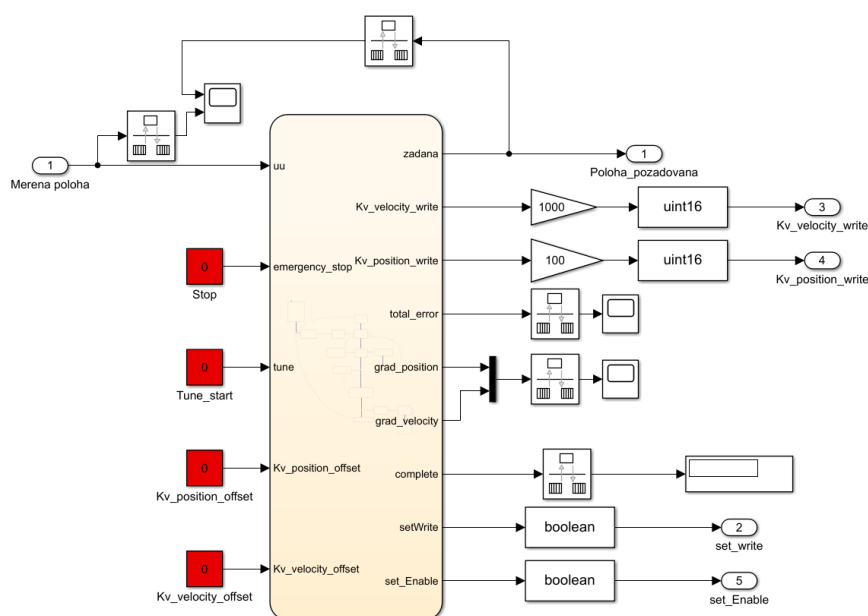 zadana
1
Merena poloha
uu
1
Poloha_pozadovana
Kv_velocity_write
1000
uint16
3
Kv_velocity_write
0
Stop
emergency_stop
Kv_position_write
100
uint16
4
Kv_position_write
total_error
0
Tune_start
tune
grad_position
grad_velocity
0
Kv_position_offset
Kv_position_offset
complete
setWrite
boolean
2
set_write
0
Kv_velocity_offset
Kv_velocity_offset
set_Enable
boolean
5
set_Enable